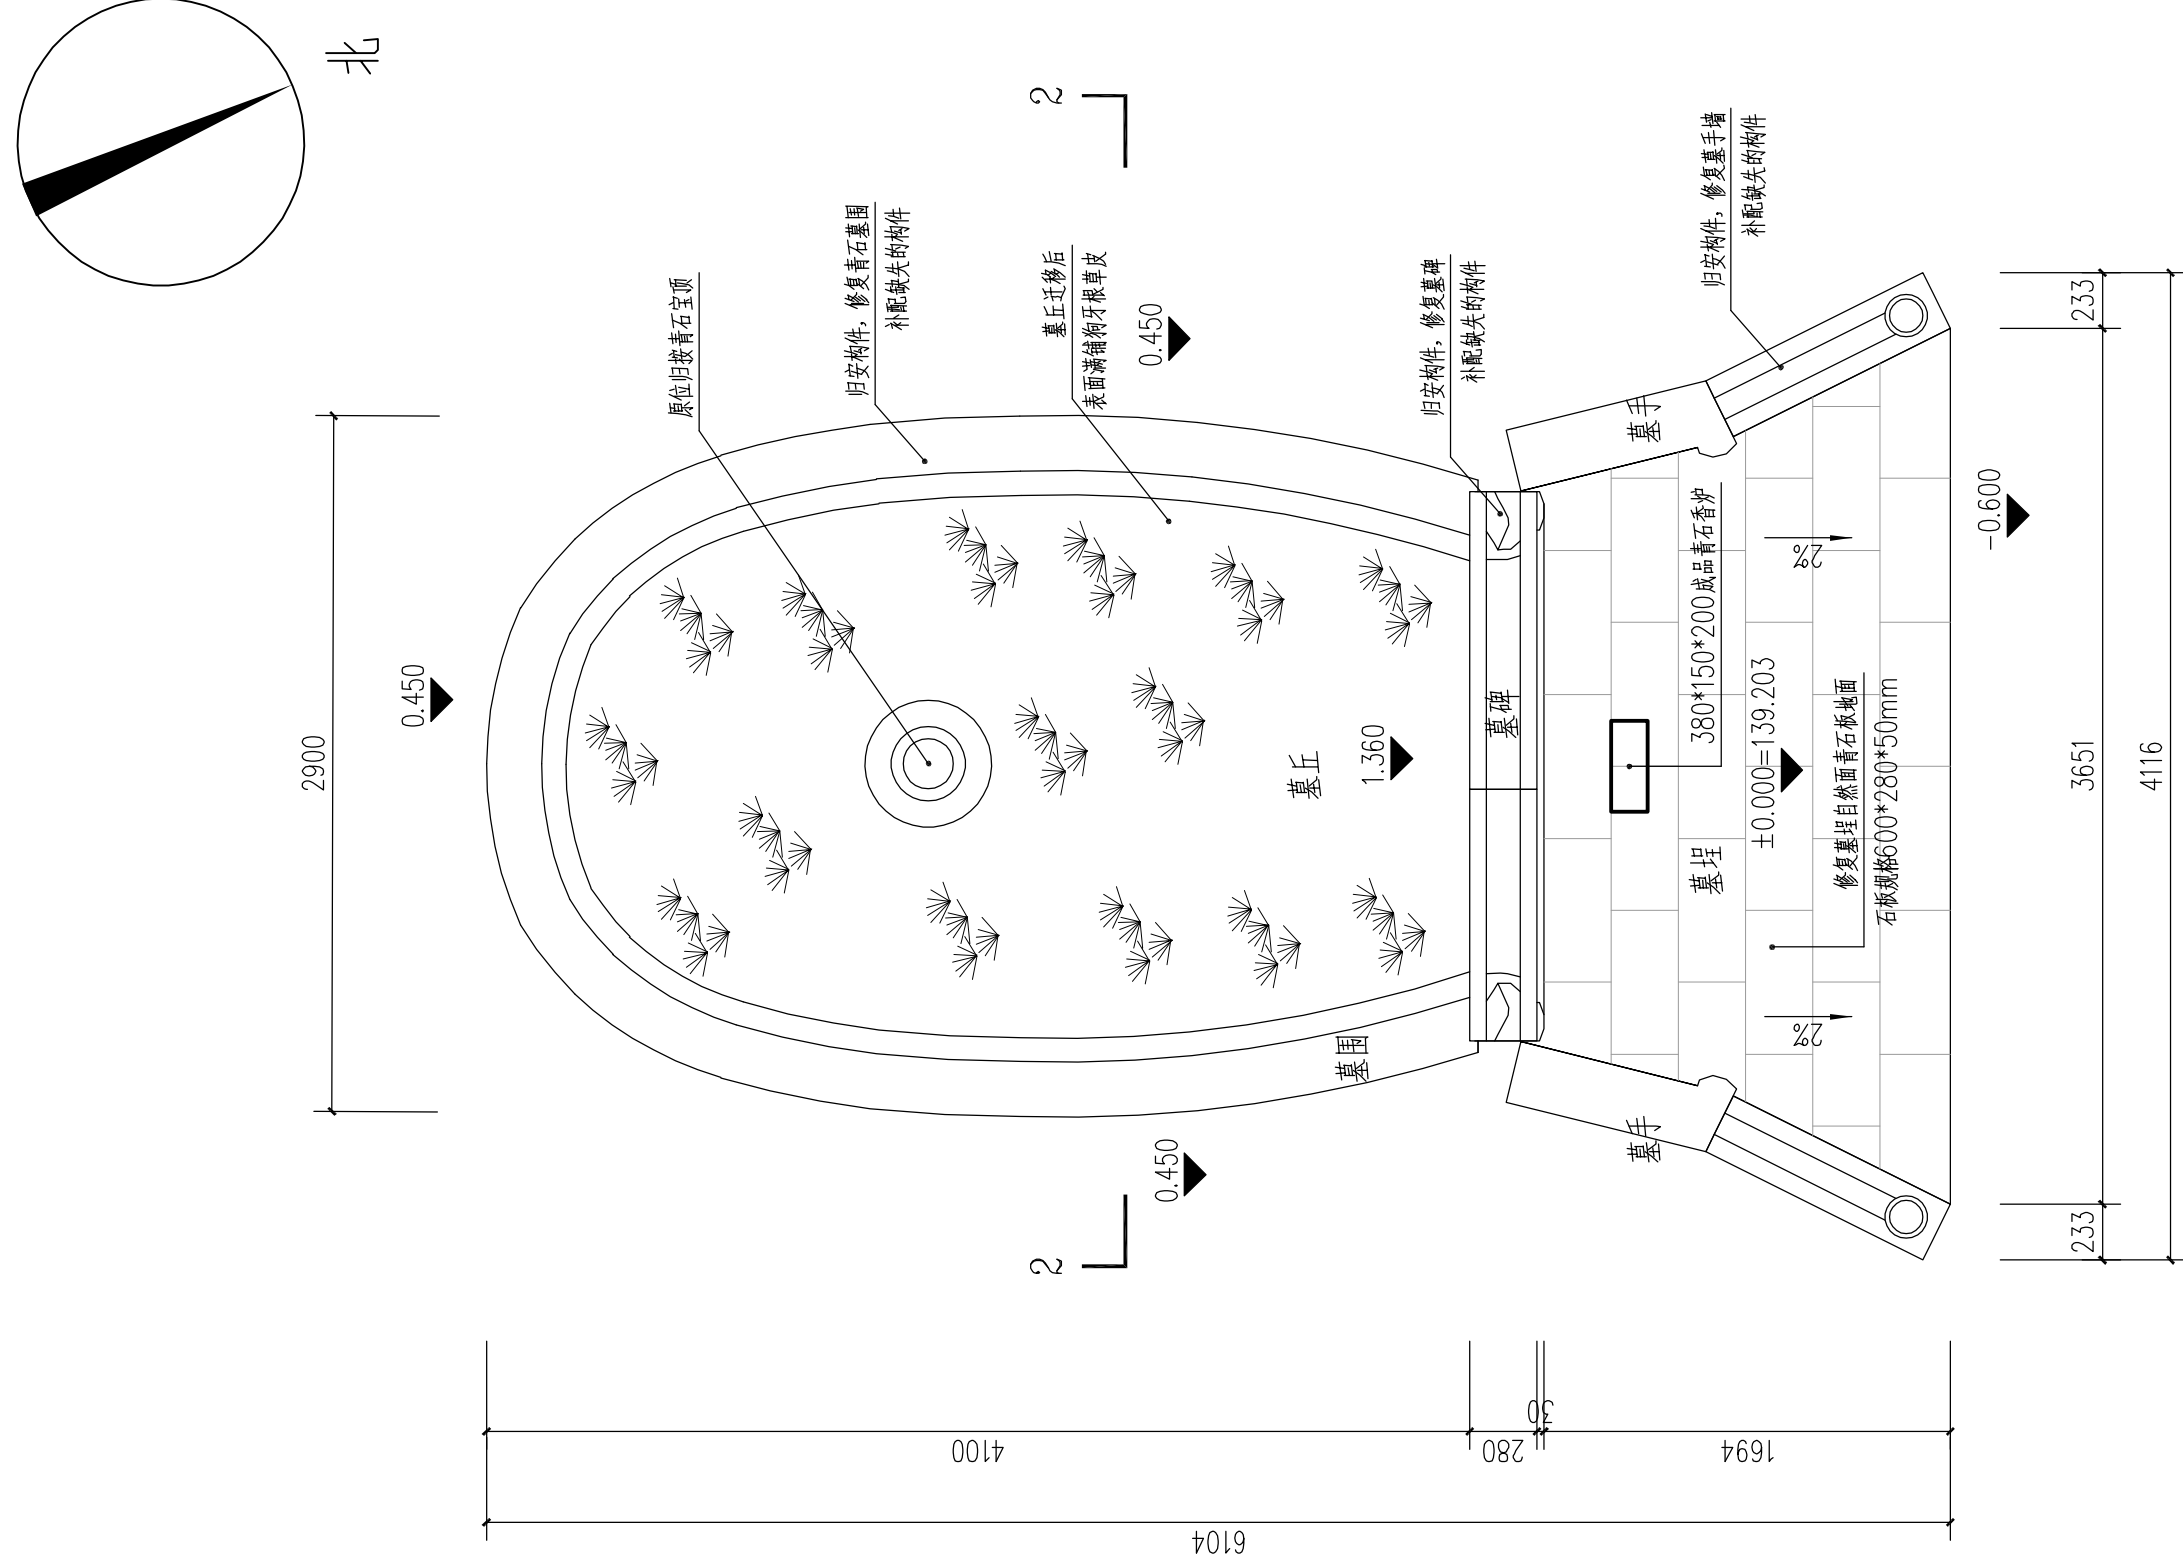 北
2
2
原位归按青石宝顶
归安构件，修复青石墓围
补配缺失的构件
墓丘迁移后
表面满铺狗牙根草皮
0.450
归安构件，修复墓碑
补配缺失的构件
归安构件，修复墓手墙
补配缺失的构件
2900
0.450
墓手
-0.600
380*150*200成品青石香炉
2%
墓丘
1.360
墓碑
墓埕
±0.000=139.203
修复墓埕自然面青石板地面
石板规格600*280*50mm
2%
墓围
墓手
0.450
233
3651
233
4116
4100
280
30
1694
6104